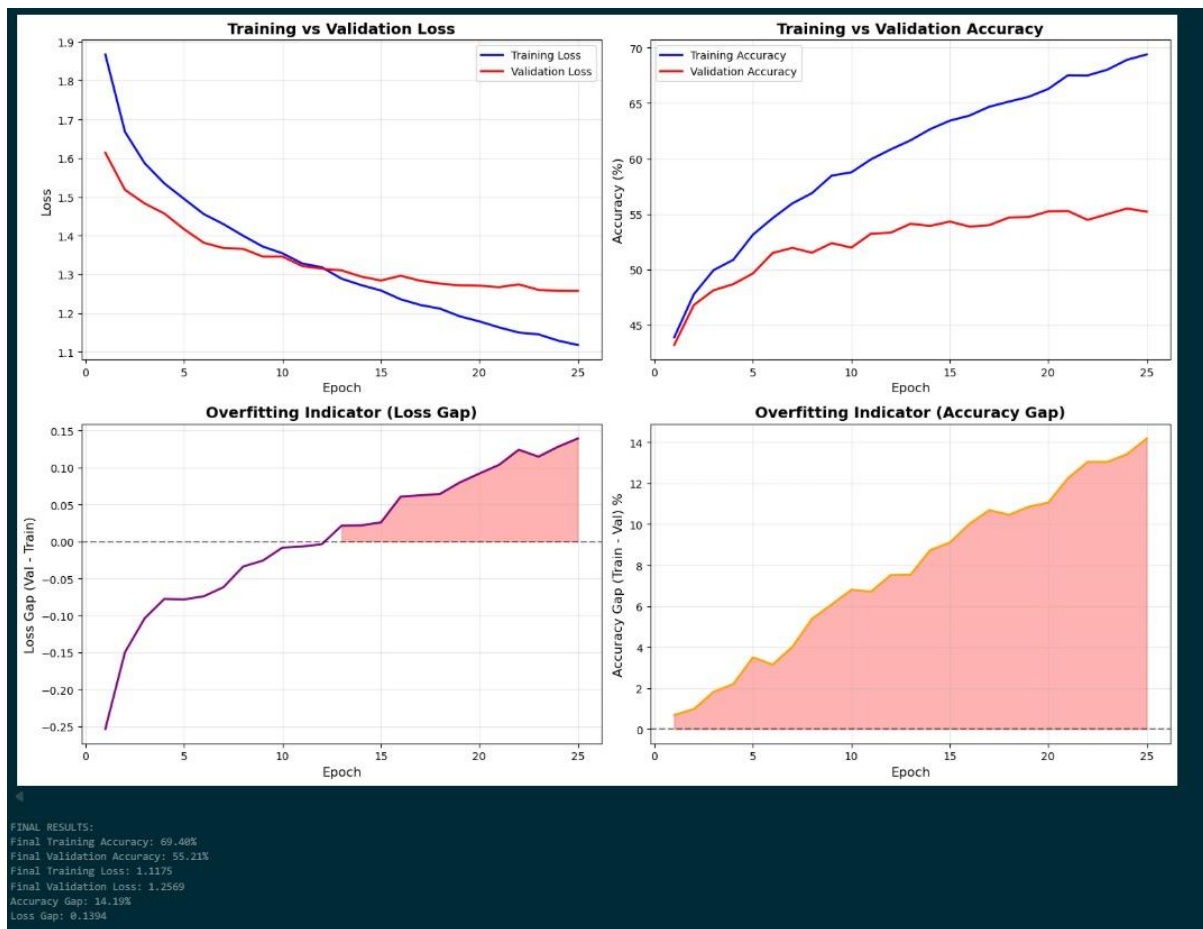 Training vs Validation Loss
1.9
1.8
1.7
1.6
1.5
1.4
1.3
1.2
1.1
Loss
Training Loss
Validation Loss
0 5 10 15 20 25
Epoch
Training vs Validation Accuracy
70
65
60
55
50
45
Accuracy (%)
Training Accuracy
Validation Accuracy
0 5 10 15 20 25
Epoch
Overfitting Indicator (Loss Gap)
0.15
0.10
0.05
0.00
−0.05
−0.10
−0.15
−0.20
−0.25
Loss Gap (Val - Train)
0 5 10 15 20 25
Epoch
Overfitting Indicator (Accuracy Gap)
14
12
10
8
6
4
2
0
Accuracy Gap (Train - Val) %
0 5 10 15 20 25
Epoch
FINAL RESULTS:
Final Training Accuracy: 69.40%
Final Validation Accuracy: 55.21%
Final Training Loss: 1.1175
Final Validation Loss: 1.2569
Accuracy Gap: 14.19%
Loss Gap: 0.1394